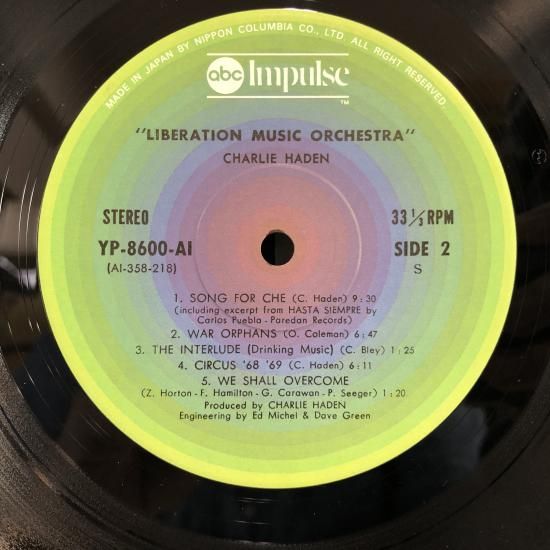 MADE IN JAPAN BY NIPPON COLUMBIA CO., LTD. ALL RIGHT RESERVED.
abc Impulse
TM
"LIBERATION MUSIC ORCHESTRA"
CHARLIE HADEN
STEREO 33 1/3 RPM
YP-8600-AI SIDE 2
(AI-358-218) S
1. SONG FOR CHE (C. Haden) 9:30
(including excerpt from HASTA SIEMPRE by
Carlos Puebla-Paredan Records)
2. WAR ORPHANS (O. Coleman) 6:47
3. THE INTERLUDE (Drinking Music) (C. Bley) 1:25
4. CIRCUS '68 '69 (C. Haden) 6:11
5. WE SHALL OVERCOME
(Z. Horton-F. Hamilton-G. Carawan-P. Seeger) 1:20
Produced by CHARLIE HADEN
Engineering by Ed Michel & Dave Green